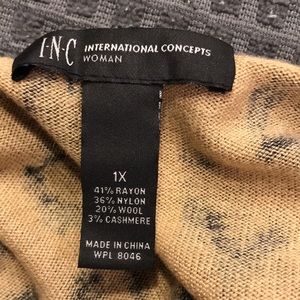 I·N·C INTERNATIONAL CONCEPTS
WOMAN
1X
41% RAYON
36% NYLON
20% WOOL
3% CASHMERE
MADE IN CHINA
WPL 8046